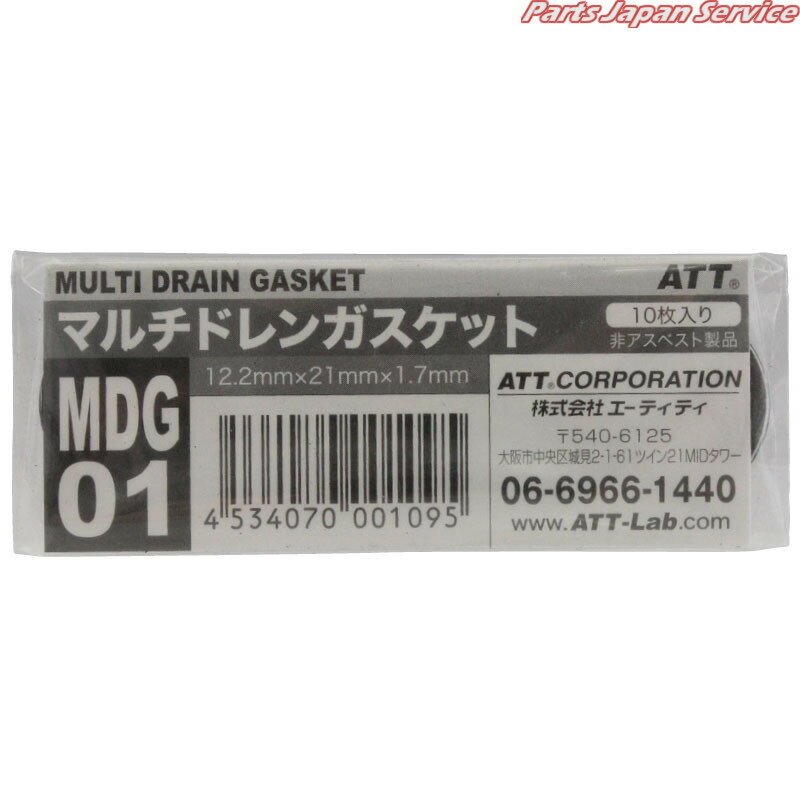 Parts Japan Service
MULTI DRAIN GASKET
ATT®
マルチドレンガスケット
10枚入り
非アスベスト製品
MDG
01
12.2mm×21mm×1.7mm
4 534070 001095
ATT®CORPORATION
株式会社 エーティティ
〒540-6125
大阪市中央区城見2-1-61ツイン21MIDタワー
06-6966-1440
www.ATT-Lab.com